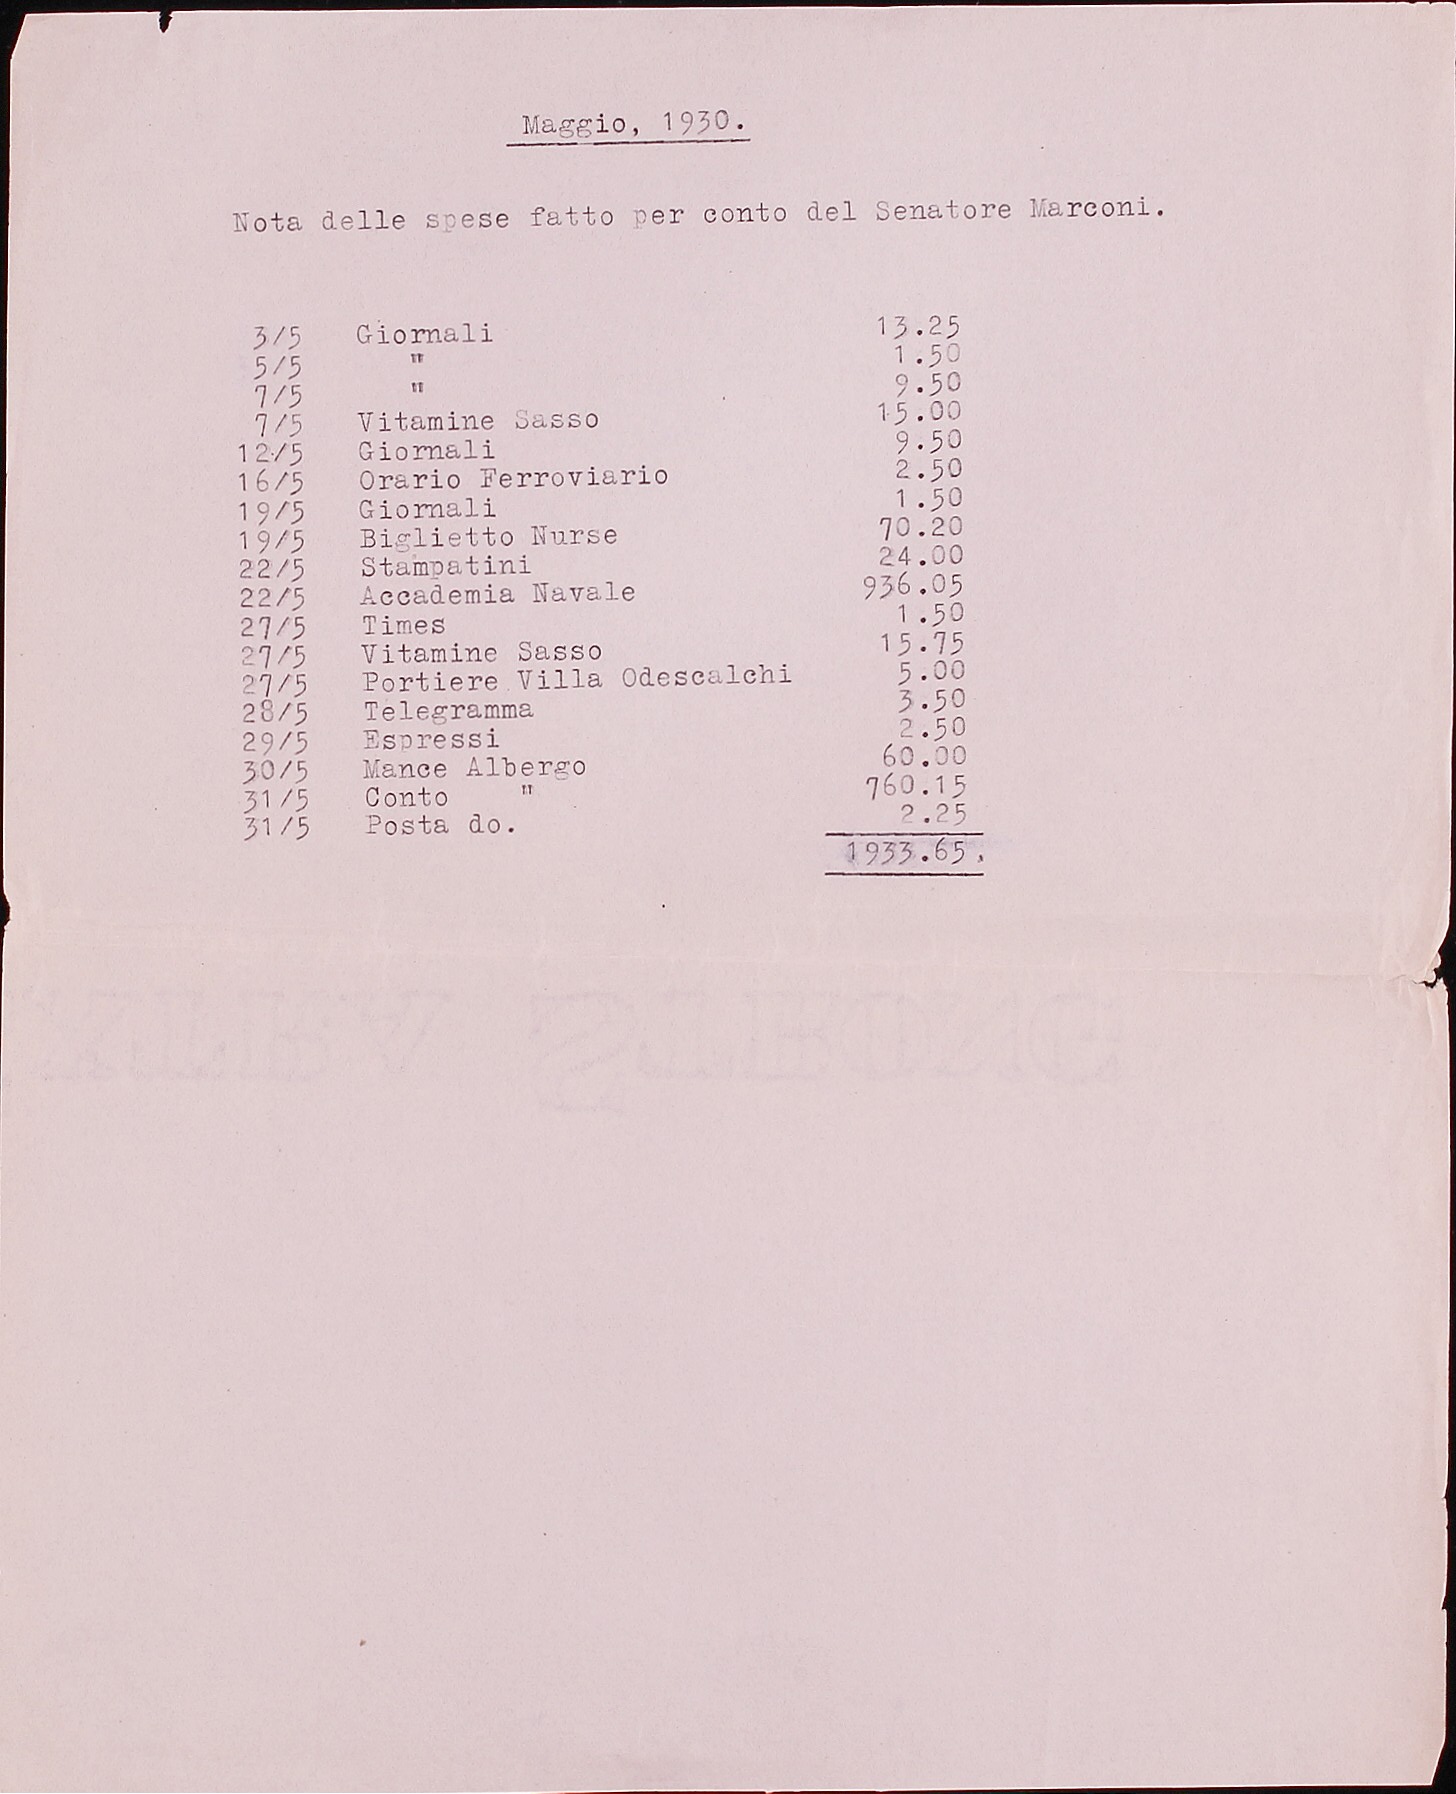 Maggio, 1930.
Nota delle spese fatto per conto del Senatore Marconi.
3/5 Giornali 13.25
5/5 " 1.50
7/5 " 9.50
7/5 Vitamine Sasso 15.00
12/5 Giornali 9.50
16/5 Orario Ferroviario 2.50
19/5 Giornali 1.50
19/5 Biglietto Nurse 70.20
22/5 Stampatini 24.00
22/5 Accademia Navale 936.05
27/5 Times 1.50
27/5 Vitamine Sasso 15.75
27/5 Portiere Villa Odescalchi 5.00
28/5 Telegramma 3.50
29/5 Espressi 2.50
30/5 Mance Albergo 60.00
31/5 Conto " 760.15
31/5 Posta do. 2.25
1933.65.